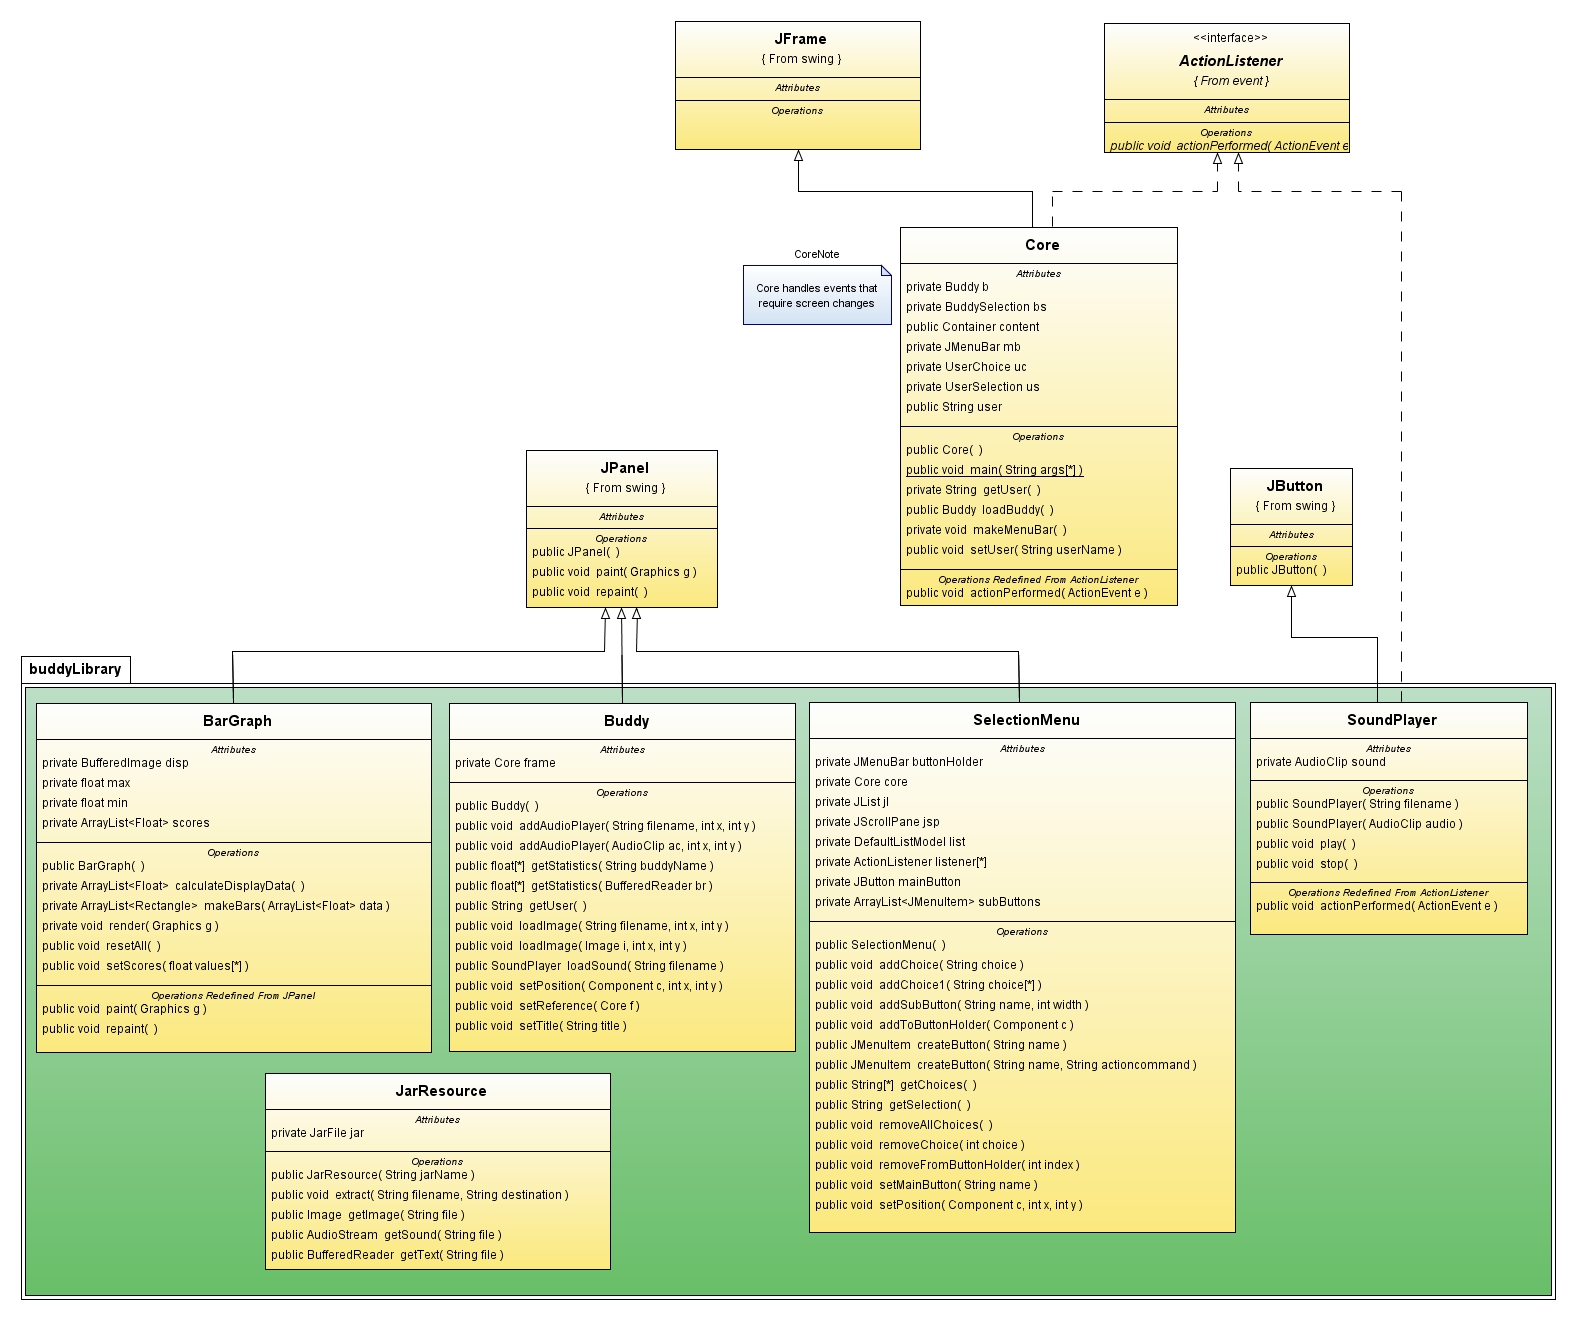 JFrame
{ From swing }
Attributes
Operations
<<interface>>
ActionListener
{ From event }
Attributes
Operations
public void actionPerformed( ActionEvent e
CoreNote
Core handles events that
require screen changes
Core
Attributes
private Buddy b
private BuddySelection bs
public Container content
private JMenuBar mb
private UserChoice uc
private UserSelection us
public String user
Operations
public Core( )
public void main( String args[*] )
private String getUser( )
public Buddy loadBuddy( )
private void makeMenuBar( )
public void setUser( String userName )
Operations Redefined From ActionListener
public void actionPerformed( ActionEvent e )
JPanel
{ From swing }
Attributes
Operations
public JPanel( )
public void paint( Graphics g )
public void repaint( )
JButton
{ From swing }
Attributes
Operations
public JButton( )
buddyLibrary
BarGraph
Attributes
private BufferedImage disp
private float max
private float min
private ArrayList<Float> scores
Operations
public BarGraph( )
private ArrayList<Float> calculateDisplayData( )
private ArrayList<Rectangle> makeBars( ArrayList<Float> data )
private void render( Graphics g )
public void resetAll( )
public void setScores( float values[*] )
Operations Redefined From JPanel
public void paint( Graphics g )
public void repaint( )
Buddy
Attributes
private Core frame
Operations
public Buddy( )
public void addAudioPlayer( String filename, int x, int y )
public void addAudioPlayer( AudioClip ac, int x, int y )
public float[*] getStatistics( String buddyName )
public float[*] getStatistics( BufferedReader br )
public String getUser( )
public void loadImage( String filename, int x, int y )
public void loadImage( Image i, int x, int y )
public SoundPlayer loadSound( String filename )
public void setPosition( Component c, int x, int y )
public void setReference( Core f )
public void setTitle( String title )
SelectionMenu
Attributes
private JMenuBar buttonHolder
private Core core
private JList jl
private JScrollPane jsp
private DefaultListModel list
private ActionListener listener[*]
private JButton mainButton
private ArrayList<JMenuItem> subButtons
Operations
public SelectionMenu( )
public void addChoice( String choice )
public void addChoice1( String choice[*] )
public void addSubButton( String name, int width )
public void addToButtonHolder( Component c )
public JMenuItem createButton( String name )
public JMenuItem createButton( String name, String actioncommand )
public String[*] getChoices( )
public String getSelection( )
public void removeAllChoices( )
public void removeChoice( int choice )
public void removeFromButtonHolder( int index )
public void setMainButton( String name )
public void setPosition( Component c, int x, int y )
SoundPlayer
Attributes
private AudioClip sound
Operations
public SoundPlayer( String filename )
public SoundPlayer( AudioClip audio )
public void play( )
public void stop( )
Operations Redefined From ActionListener
public void actionPerformed( ActionEvent e )
JarResource
Attributes
private JarFile jar
Operations
public JarResource( String jarName )
public void extract( String filename, String destination )
public Image getImage( String file )
public AudioStream getSound( String file )
public BufferedReader getText( String file )